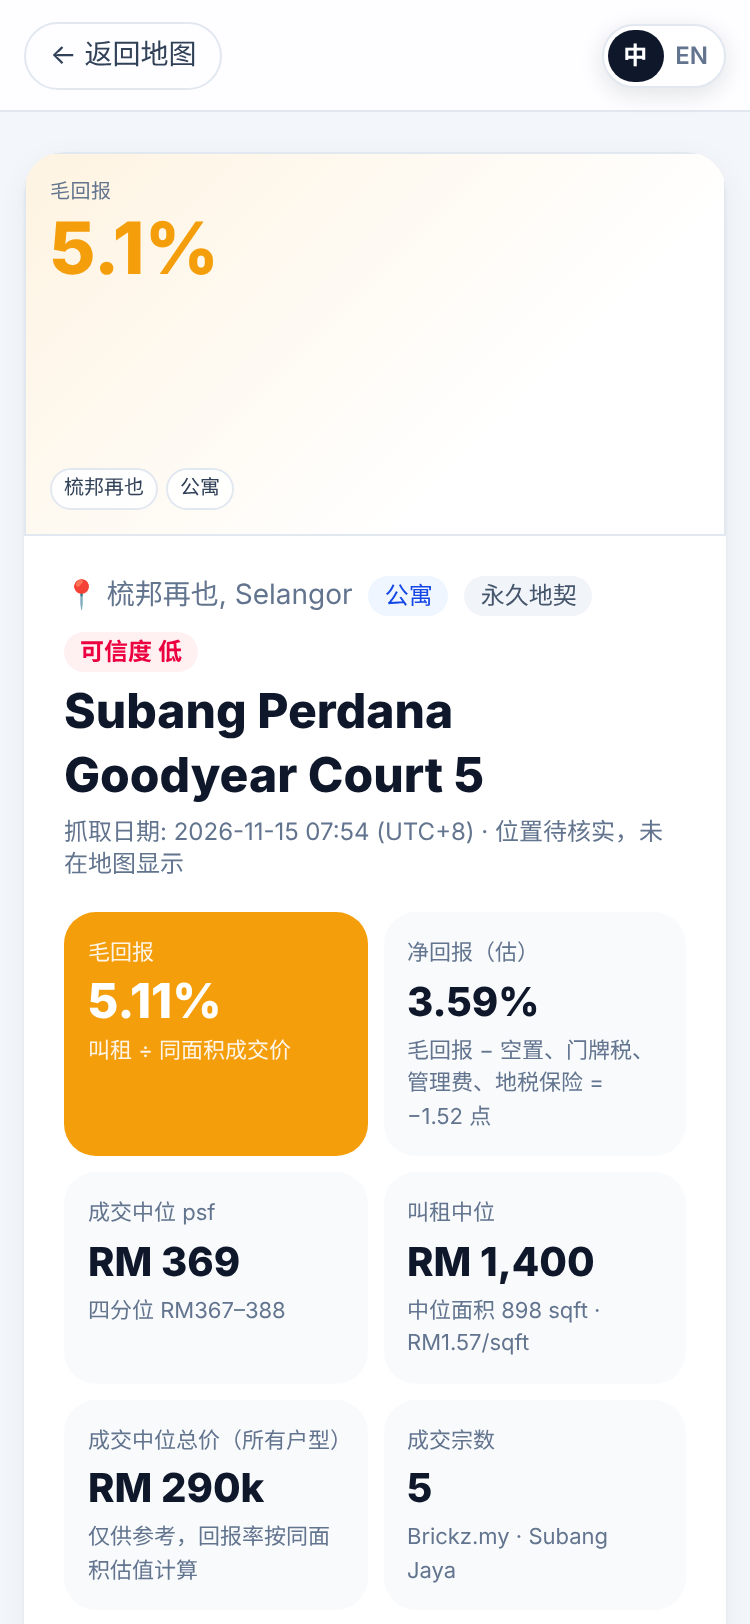 ← 返回地图
中 EN
毛回报
5.1%
梳邦再也 公寓
📍 梳邦再也, Selangor 公寓 永久地契
可信度 低
Subang Perdana
Goodyear Court 5
抓取日期: 2026-11-15 07:54 (UTC+8) · 位置待核实，未
在地图显示
毛回报
5.11%
叫租 ÷ 同面积成交价
净回报（估）
3.59%
毛回报 − 空置、门牌税、
管理费、地税保险 =
−1.52 点
成交中位 psf
RM 369
四分位 RM367–388
叫租中位
RM 1,400
中位面积 898 sqft ·
RM1.57/sqft
成交中位总价（所有户型）
RM 290k
仅供参考，回报率按同面
积估值计算
成交宗数
5
Brickz.my · Subang
Jaya